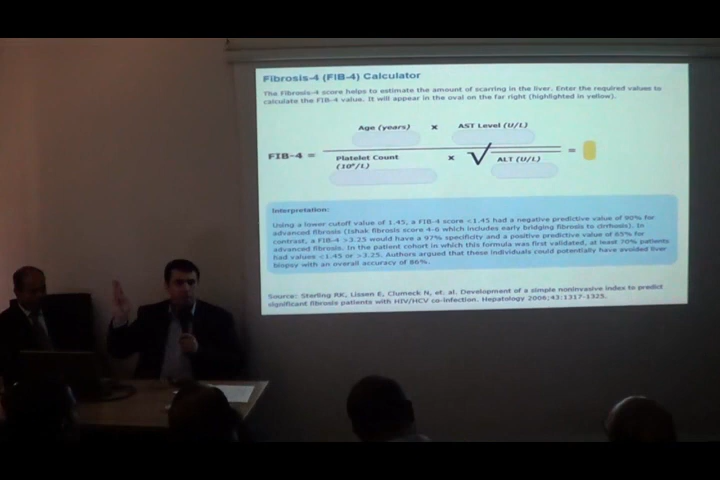 Fibrosis-4 (FIB-4) Calculator
The Fibrosis-4 score helps to estimate the amount of scarring in the liver. Enter the required values to
calculate the FIB-4 value. It will appear in the oval on the far right (highlighted in yellow).
Age (years) x AST Level (U/L)
FIB-4 = =
Platelet Count (10⁹/L) x √ ALT (U/L)
Interpretation:
Using a lower cutoff value of 1.45, a FIB-4 score <1.45 had a negative predictive value of 90% for
advanced fibrosis (Ishak fibrosis score 4-6 which includes early bridging fibrosis to cirrhosis). In
contrast, a FIB-4 >3.25 would have a 97% specificity and a positive predictive value of 65% for
advanced fibrosis. In the patient cohort in which this formula was first validated, at least 70% patients
had values <1.45 or >3.25. Authors argued that these individuals could potentially have avoided liver
biopsy with an overall accuracy of 86%.
Source: Sterling RK, Lissen E, Clumeck N, et. al. Development of a simple noninvasive index to predict
significant fibrosis patients with HIV/HCV co-infection. Hepatology 2006;43:1317-1325.